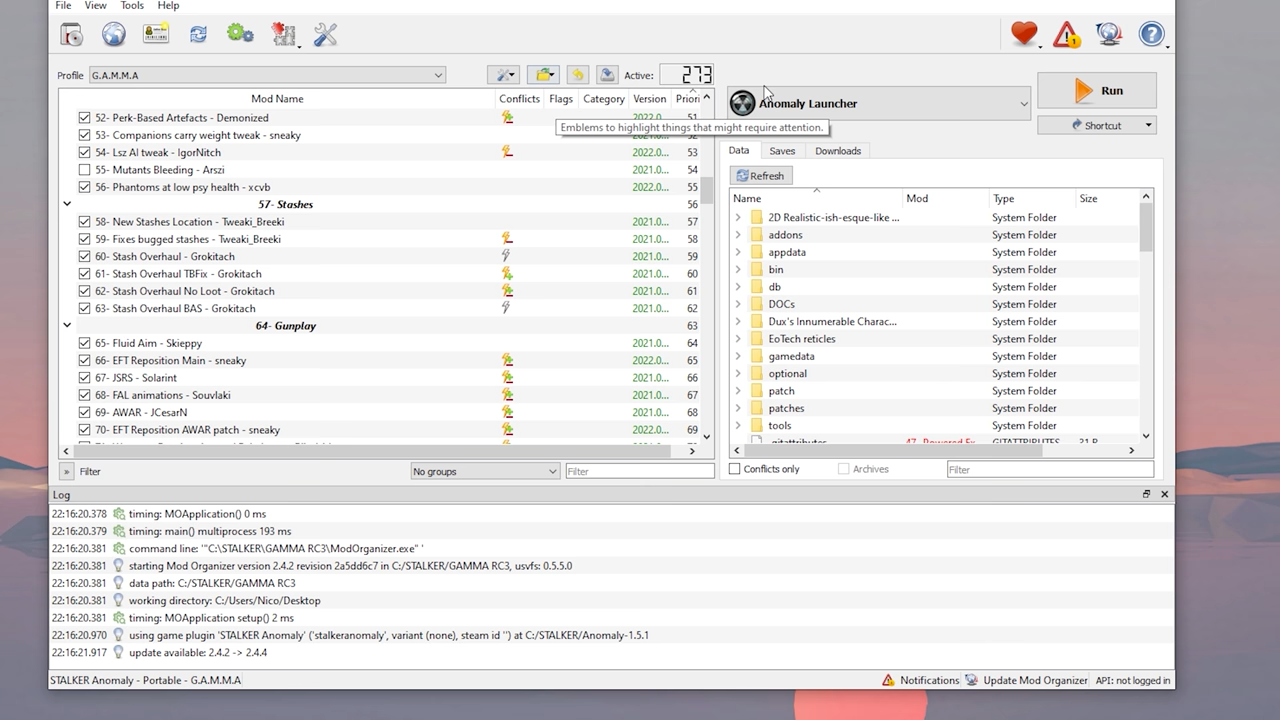 File View Tools Help
Profile G.A.M.M.A Active: 273
Mod Name Conflicts Flags Category Version Priori
52- Perk-Based Artefacts - Demonized 2022.0... 51
53- Companions carry weight tweak - sneaky
54- Lsz AI tweak - IgorNitch 2022.0... 53
55- Mutants Bleeding - Arszi 2021.0... 54
56- Phantoms at low psy health - xcvb 2022.0... 55
57- Stashes 56
58- New Stashes Location - Tweaki_Breeki 2021.0... 57
59- Fixes bugged stashes - Tweaki_Breeki 2021.0... 58
60- Stash Overhaul - Grokitach 2021.0... 59
61- Stash Overhaul TBFix - Grokitach 2021.0... 60
62- Stash Overhaul No Loot - Grokitach 2021.0... 61
63- Stash Overhaul BAS - Grokitach 2021.0... 62
64- Gunplay 63
65- Fluid Aim - Skieppy 2021.0... 64
66- EFT Reposition Main - sneaky 2022.0... 65
67- JSRS - Solarint 2021.0... 66
68- FAL animations - Souvlaki 2021.0... 67
69- AWAR - JCesarN 2021.0... 68
70- EFT Reposition AWAR patch - sneaky 2022.0... 69
Emblems to highlight things that might require attention.
Filter No groups Filter
Anomaly Launcher
Run
Shortcut
Data Saves Downloads
Refresh
Name Mod Type Size
2D Realistic-ish-esque-like ... System Folder
addons System Folder
appdata System Folder
bin System Folder
db System Folder
DOCs System Folder
Dux's Innumerable Charac... System Folder
EoTech reticles System Folder
gamedata System Folder
optional System Folder
patch System Folder
patches System Folder
tools System Folder
.gitattributes 47- Powered Ex... GITATTRIBUTES 31 B
Conflicts only Archives Filter
Log
22:16:20.378 timing: MOApplication() 0 ms
22:16:20.379 timing: main() multiprocess 193 ms
22:16:20.381 command line: '"C:\STALKER\GAMMA RC3\ModOrganizer.exe" '
22:16:20.381 starting Mod Organizer version 2.4.2 revision 2a5dd6c7 in C:/STALKER/GAMMA RC3, usvfs: 0.5.5.0
22:16:20.381 data path: C:/STALKER/GAMMA RC3
22:16:20.381 working directory: C:/Users/Nico/Desktop
22:16:20.381 timing: MOApplication setup() 2 ms
22:16:20.970 using game plugin 'STALKER Anomaly' ('stalkeranomaly', variant (none), steam id '') at C:/STALKER/Anomaly-1.5.1
22:16:21.917 update available: 2.4.2 -> 2.4.4
STALKER Anomaly - Portable - G.A.M.M.A Notifications Update Mod Organizer API: not logged in